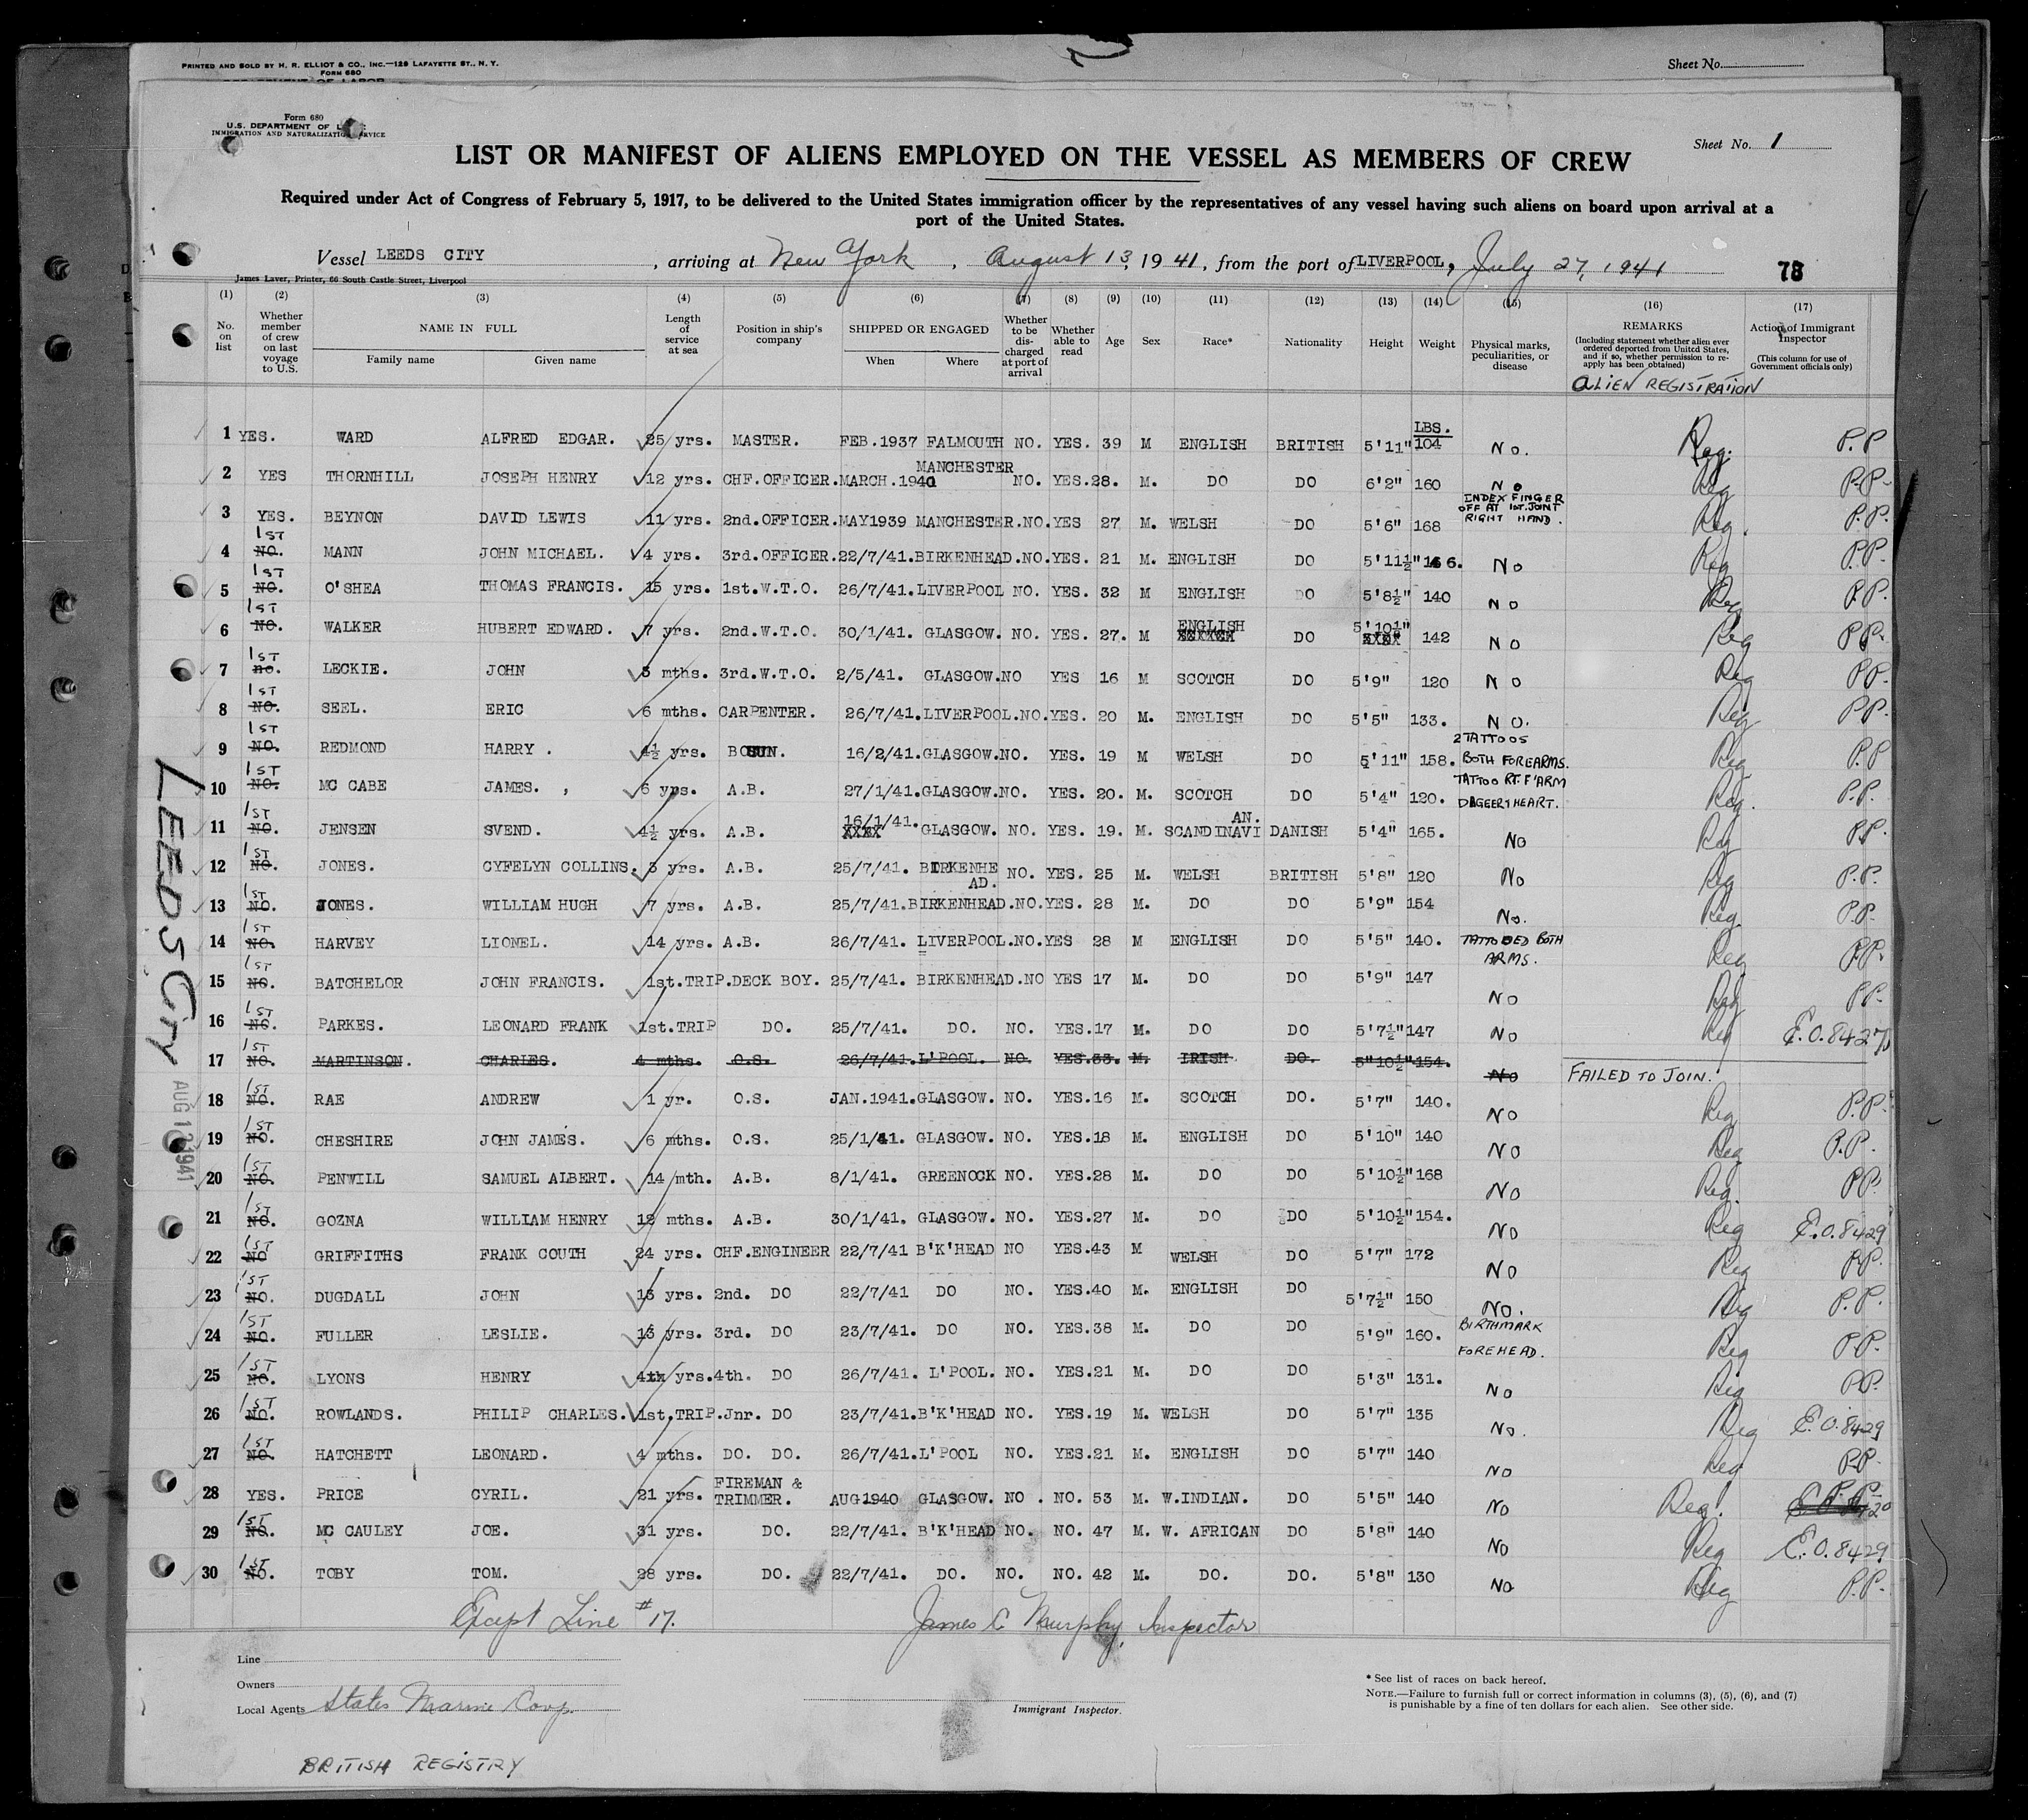 PRINTED AND SOLD BY H. R. ELLIOT & CO., INC.—128 LAFAYETTE ST., N. Y.
FORM 680
Sheet No.
Form 680
U.S. DEPARTMENT OF
IMMIGRATION AND NATURALIZATION SERVICE
Sheet No. 1
LIST OR MANIFEST OF ALIENS EMPLOYED ON THE VESSEL AS MEMBERS OF CREW
Required under Act of Congress of February 5, 1917, to be delivered to the United States immigration officer by the representatives of any vessel having such aliens on board upon arrival at a
port of the United States.
Vessel LEEDS CITY, arriving at New York, August 13, 1941, from the port of LIVERPOOL, July 27, 1941
James Laver, Printer, 66 South Castle Street, Liverpool
78
(1) (2) (3) (4) (5) (6) (7) (8) (9) (10) (11) (12) (13) (14) (15) (16) (17)
No. on list
Whether member of crew on last voyage to U.S.
NAME IN FULL
Family name Given name
Length of service at sea
Position in ship's company
SHIPPED OR ENGAGED
When Where
Whether to be discharged at port of arrival
Whether able to read
Age Sex Race* Nationality Height Weight
Physical marks, peculiarities, or disease
REMARKS
(Including statement whether alien ever ordered deported from United States, and if so, whether permission to re-apply has been obtained)
ALIEN REGISTRATION
Action of Immigrant Inspector
(This column for use of Government officials only)
LBS.
1 YES. WARD ALFRED EDGAR. 25 yrs. MASTER. FEB.1937 FALMOUTH NO. YES. 39 M ENGLISH BRITISH 5'11" 104 No. Reg. P.P
2 YES THORNHILL JOSEPH HENRY 12 yrs. CHF.OFFICER. MARCH.1940 MANCHESTER NO. YES. 28. M. DO DO 6'2" 160 NO Reg P.P.
3 YES. BEYNON DAVID LEWIS 11 yrs. 2nd.OFFICER. MAY1939 MANCHESTER. NO. YES 27 M. WELSH DO 5'6" 168 INDEX FINGER OFF AT 1ST. JOINT RIGHT HAND. Reg. P.P.
4 NO. 1ST MANN JOHN MICHAEL. 4 yrs. 3rd.OFFICER. 22/7/41. BIRKENHEAD. NO. YES. 21 M. ENGLISH DO 5'11½" 166. No Reg P.P.
5 NO. 1ST O'SHEA THOMAS FRANCIS. 15 yrs. 1st.W.T.O. 26/7/41. LIVERPOOL NO. YES. 32 M ENGLISH DO 5'8½" 140 NO Reg P.P.
6 NO. 1ST WALKER HUBERT EDWARD. 7 yrs. 2nd.W.T.O. 30/1/41. GLASGOW. NO. YES. 27. M ENGLISH DO 5'10½" 142 NO Reg P.P.
7 NO. 1ST LECKIE. JOHN 3 mths. 3rd.W.T.O. 2/5/41. GLASGOW. NO YES 16 M SCOTCH DO 5'9" 120 NO Reg P.P.
8 NO. 1ST SEEL. ERIC 6 mths. CARPENTER. 26/7/41. LIVERPOOL. NO. YES. 20 M. ENGLISH DO 5'5" 133. NO. Reg P.P.
9 NO. 1ST REDMOND HARRY. 4½ yrs. BOSUN. 16/2/41. GLASGOW. NO. YES. 19 M WELSH DO 5'11" 158. 2 TATTOOS BOTH FOREARMS. Reg P.P
10 NO. 1ST MC CABE JAMES. , 6 yrs. A.B. 27/1/41. GLASGOW. NO. YES. 20. M. SCOTCH DO 5'4" 120. TATTOO RT. F'ARM DAGGER & HEART. Reg. P.P.
11 NO. 1ST JENSEN SVEND. 4½ yrs. A.B. 16/1/41. GLASGOW. NO. YES. 19. M. SCANDINAVIAN. DANISH 5'4" 165. NO Reg P.P.
12 NO. 1ST JONES. CYFELYN COLLINS. 3 yrs. A.B. 25/7/41. BIRKENHEAD. NO. YES. 25 M. WELSH BRITISH 5'8" 120 No Reg P.P.
13 NO. 1ST JONES. WILLIAM HUGH 7 yrs. A.B. 25/7/41. BIRKENHEAD. NO. YES. 28 M. DO DO 5'9" 154 No. Reg. P.P.
14 NO. 1ST HARVEY LIONEL. 14 yrs. A.B. 26/7/41. LIVERPOOL. NO. YES 28 M ENGLISH DO 5'5" 140. TATTOOED BOTH ARMS. Reg P.P.
15 NO. 1ST BATCHELOR JOHN FRANCIS. 1st.TRIP. DECK BOY. 25/7/41. BIRKENHEAD. NO YES 17 M. DO DO 5'9" 147 NO Reg P.P.
16 NO. 1ST PARKES. LEONARD FRANK 1st.TRIP DO. 25/7/41. DO. NO. YES. 17 M. DO DO 5'7½" 147 NO Reg E.O.8429
17 NO. 1ST MARTINSON. CHARLES. 4 mths. O.S. 26/7/41. L'POOL. NO. YES. 33. M. IRISH DO. 5"10½" 154. NO FAILED TO JOIN.
18 NO. 1ST RAE ANDREW 1 yr. O.S. JAN.1941. GLASGOW. NO. YES. 16 M. SCOTCH DO. 5'7" 140. NO Reg P.P.
19 NO. 1ST CHESHIRE JOHN JAMES. 6 mths. O.S. 25/1/41. GLASGOW. NO. YES. 18 M. ENGLISH DO 5'10" 140 NO Reg P.P.
20 NO. 1ST PENWILL SAMUEL ALBERT. 14 mth. A.B. 8/1/41. GREENOCK NO. YES. 28 M. DO DO 5'10½" 168 NO Reg. P.P.
21 NO. 1ST GOZNA WILLIAM HENRY 18 mths. A.B. 30/1/41. GLASGOW. NO. YES. 27 M. DO DO 5'10½" 154. NO Reg E.O.8429
22 NO 1ST GRIFFITHS FRANK COUTH 24 yrs. CHF.ENGINEER 22/7/41 B'K'HEAD NO YES. 43 M WELSH DO 5'7" 172 NO Reg P.P.
23 NO. 1ST DUGDALL JOHN 13 yrs. 2nd. DO 22/7/41 DO NO. YES. 40 M. ENGLISH DO 5'7½" 150 NO. Reg P.P.
24 NO. 1ST FULLER LESLIE. 13 yrs. 3rd. DO 23/7/41. DO NO. YES. 38 M. DO DO 5'9" 160. BIRTHMARK FOREHEAD. Reg P.P.
25 NO. 1ST LYONS HENRY 4 yrs. 4th. DO 26/7/41. L'POOL. NO. YES. 21 M. DO DO 5'3" 131. NO Reg P.P.
26 NO. 1ST ROWLANDS. PHILIP CHARLES. 1st.TRIP. Jnr. DO 23/7/41. B'K'HEAD NO. YES. 19 M. WELSH DO 5'7" 135 NO. Reg E.O.8429
27 NO. 1ST HATCHETT LEONARD. 4 mths. DO. DO. 26/7/41. L'POOL NO. YES. 21 M. ENGLISH DO 5'7" 140 NO Reg P.P.
28 YES. PRICE CYRIL. 21 yrs. FIREMAN & TRIMMER. AUG1940 GLASGOW. NO. NO. 53 M. W.INDIAN. DO 5'5" 140 NO Reg. P.P.
29 NO. 1ST MC CAULEY JOE. 31 yrs. DO. 22/7/41. B'K'HEAD NO. NO. 47 M. W. AFRICAN DO 5'8" 140 NO Reg E.O.8429
30 NO. 1ST TOBY TOM. 28 yrs. DO. 22/7/41. DO. NO. NO. 42 M. DO. DO. 5'8" 130 NO Reg P.P.
LEEDS CITY
AUG 13 1941
Except Line #17. James C Murphy, Inspector
Line
Owners
Local Agents States Marine Corp.
Immigrant Inspector.
* See list of races on back hereof.
NOTE.—Failure to furnish full or correct information in columns (3), (5), (6), and (7)
is punishable by a fine of ten dollars for each alien. See other side.
BRITISH REGISTRY